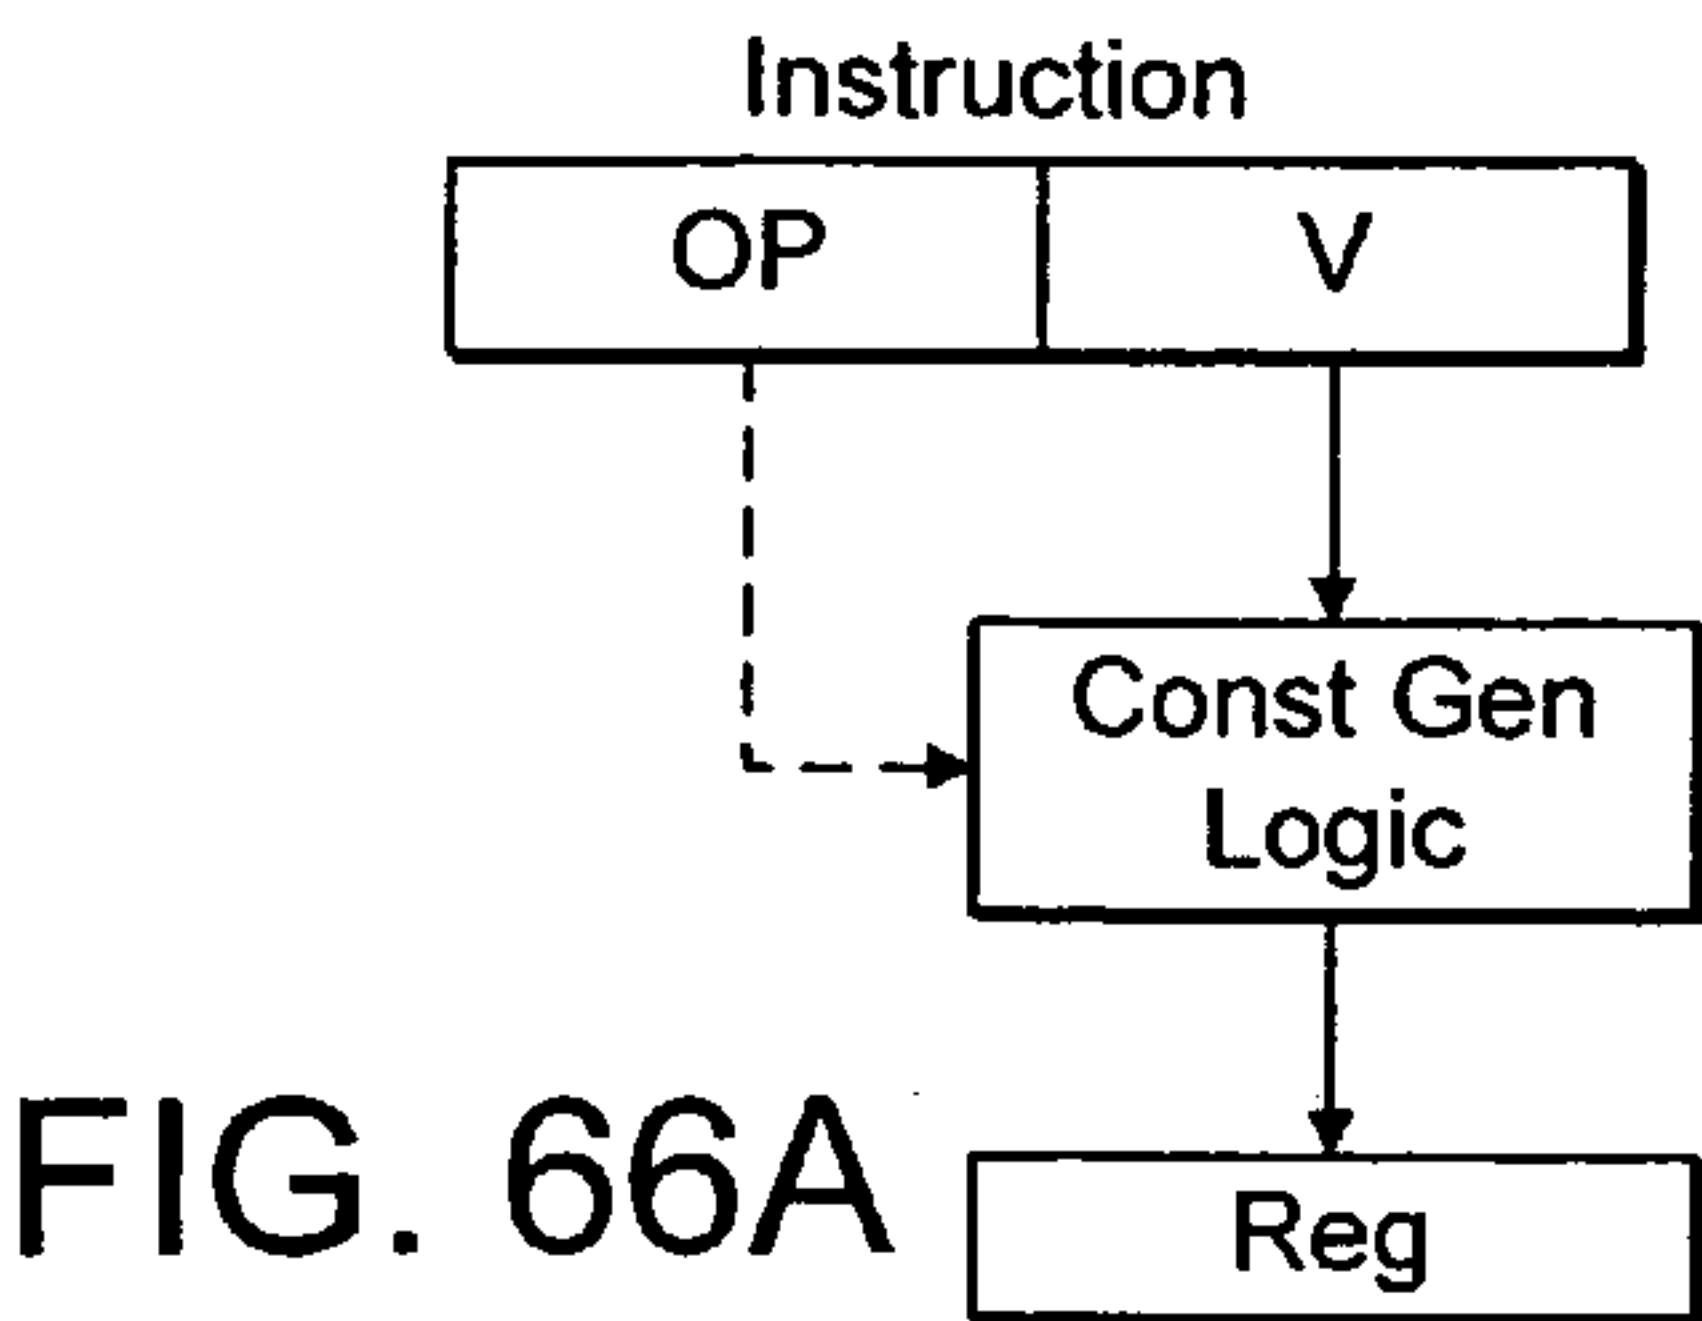 Instruction
OP V
Const Gen
Logic
FIG. 66A
Reg